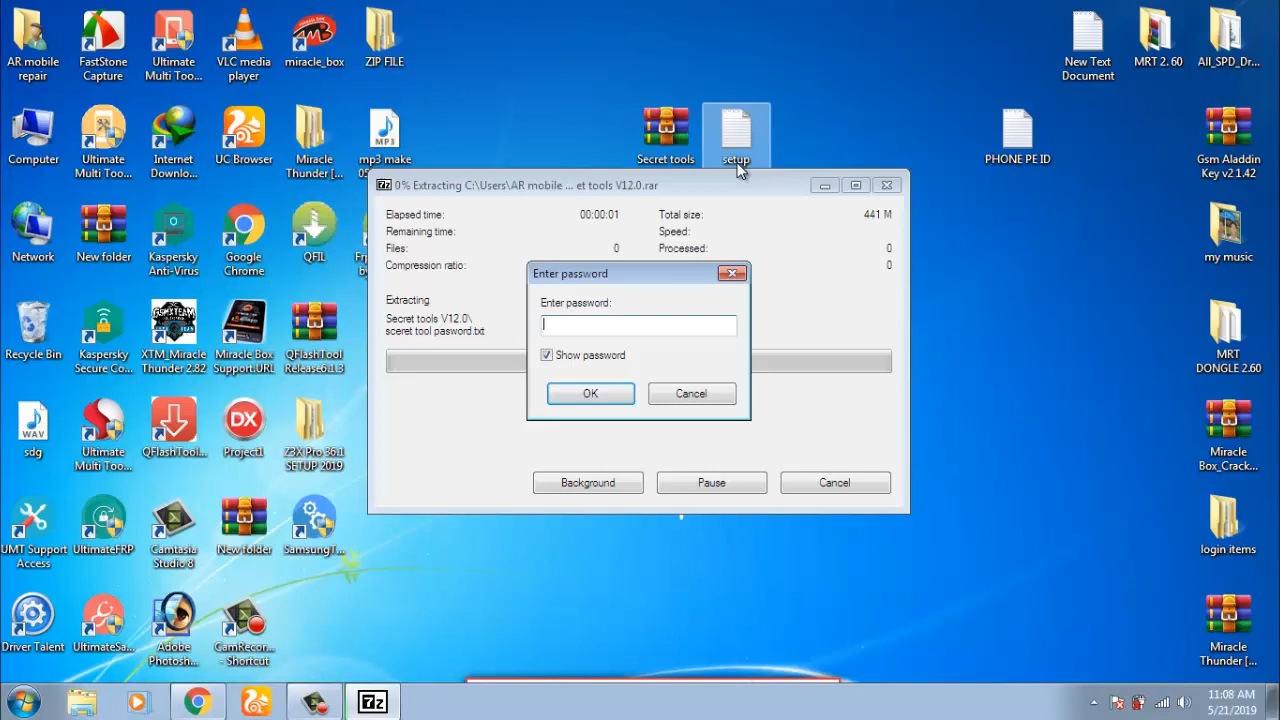 AR mobile
repair
FastStone
Capture
Ultimate
Multi Too...
VLC media
player
miracle_box
ZIP FILE
New Text
Document
MRT 2. 60
All_SPD_Dr...
Computer
Ultimate
Multi Too...
Internet
Downlo...
UC Browser
Miracle
Thunder [...
MP3
mp3 make
Secret tools
setup
PHONE PE ID
Gsm Aladdin
Key v2 1.42
7z 0% Extracting C:\Users\AR mobile ... et tools V12.0.rar
Elapsed time: 00:00:01 Total size: 441 M
Remaining time: Speed:
Files: 0 Processed: 0
Compression ratio: 0
Extracting
Secret tools V12.0\
sceret tool pasword.txt
Enter password
Enter password:
Show password
OK Cancel
Background Pause Cancel
Network
New folder
Kaspersky
Anti-Virus
Google
Chrome
QFIL
my music
Recycle Bin
Kaspersky
Secure Co...
GSMXTEAM
XTM_Miracle
Thunder 2.82
Miracle Box
Support.URL
QFlashTool
Release6.1.3
MRT
DONGLE 2.60
WAV
sdg
Ultimate
Multi Too...
QFlashTool...
DX
Project1
Z3X Pro 36.1
SETUP 2019
Miracle
Box_Crack...
UMT Support
Access
UltimateFRP
Camtasia
Studio 8
New folder
SamsungT...
login items
Driver Talent
UltimateSa...
Adobe
Photosh...
CamRecor...
- Shortcut
Miracle
Thunder [...
7z
11:08 AM
5/21/2019